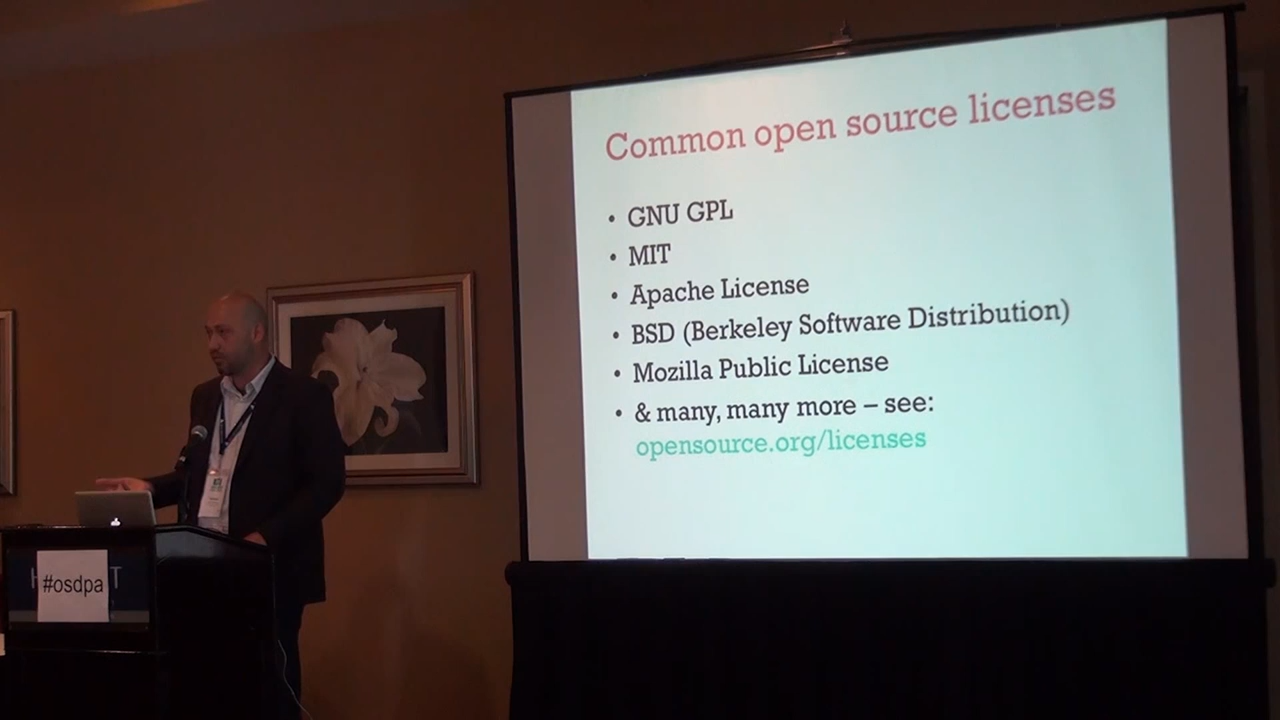 Common open source licenses
• GNU GPL
• MIT
• Apache License
• BSD (Berkeley Software Distribution)
• Mozilla Public License
• & many, many more – see:
opensource.org/licenses
#osdpa